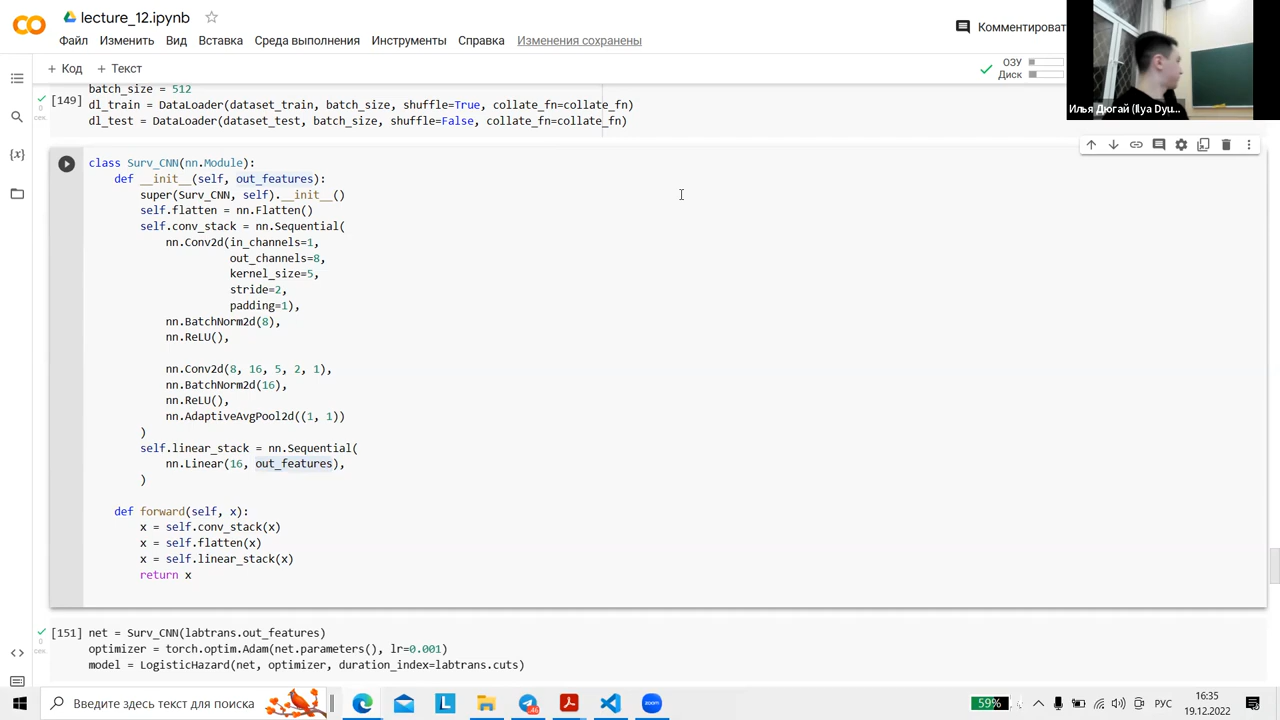 lecture_12.ipynb
Файл Изменить Вид Вставка Среда выполнения Инструменты Справка Изменения сохранены
Комментироват
+ Код + Текст
ОЗУ
Диск
Илья Дюгай (Ilya Dyu...
batch_size = 512
[149] dl_train = DataLoader(dataset_train, batch_size, shuffle=True, collate_fn=collate_fn)
0 сек. dl_test = DataLoader(dataset_test, batch_size, shuffle=False, collate_fn=collate_fn)
class Surv_CNN(nn.Module):
def __init__(self, out_features):
super(Surv_CNN, self).__init__()
self.flatten = nn.Flatten()
self.conv_stack = nn.Sequential(
nn.Conv2d(in_channels=1,
out_channels=8,
kernel_size=5,
stride=2,
padding=1),
nn.BatchNorm2d(8),
nn.ReLU(),
nn.Conv2d(8, 16, 5, 2, 1),
nn.BatchNorm2d(16),
nn.ReLU(),
nn.AdaptiveAvgPool2d((1, 1))
)
self.linear_stack = nn.Sequential(
nn.Linear(16, out_features),
)
def forward(self, x):
x = self.conv_stack(x)
x = self.flatten(x)
x = self.linear_stack(x)
return x
[151] net = Surv_CNN(labtrans.out_features)
0 сек. optimizer = torch.optim.Adam(net.parameters(), lr=0.001)
model = LogisticHazard(net, optimizer, duration_index=labtrans.cuts)
Введите здесь текст для поиска
59%
РУС
16:35
19.12.2022